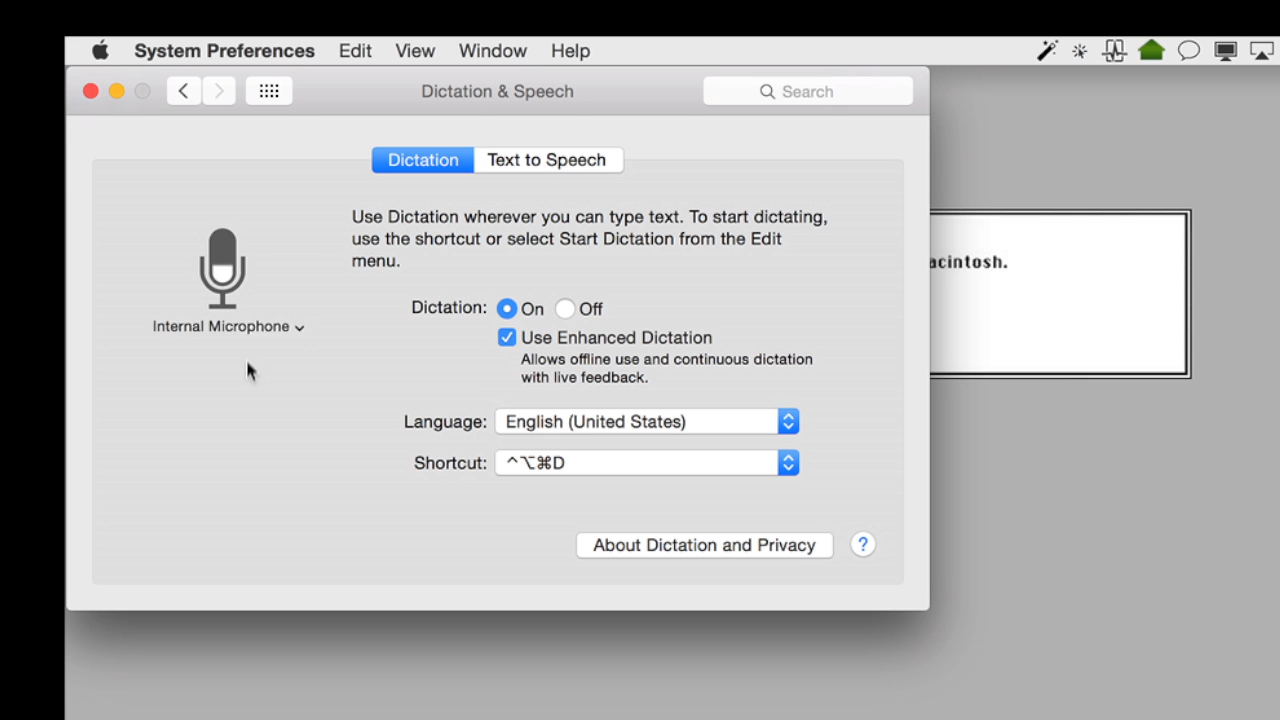 System Preferences Edit View Window Help
Dictation & Speech
Search
Dictation Text to Speech
Use Dictation wherever you can type text. To start dictating,
use the shortcut or select Start Dictation from the Edit
menu.
Internal Microphone
Dictation: On Off
Use Enhanced Dictation
Allows offline use and continuous dictation
with live feedback.
Language: English (United States)
Shortcut: ^⌥⌘D
About Dictation and Privacy ?
acintosh.